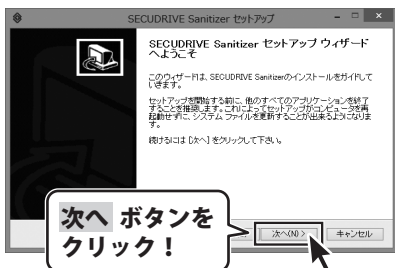 SECUDRIVE Sanitizer セットアップ
SECUDRIVE Sanitizer セットアップ ウィザード
へようこそ
このウィザードは、SECUDRIVE Sanitizerのインストールをガイドして
いきます。
セットアップを開始する前に、他のすべてのアプリケーションを終了
することを推奨します。これによってセットアップがコンピュータを再
起動せずに、システム ファイルを更新することが出来るようになりま
す。
続けるには [次へ] をクリックして下さい。
次へ ボタンを
クリック！
次へ(N) >
キャンセル